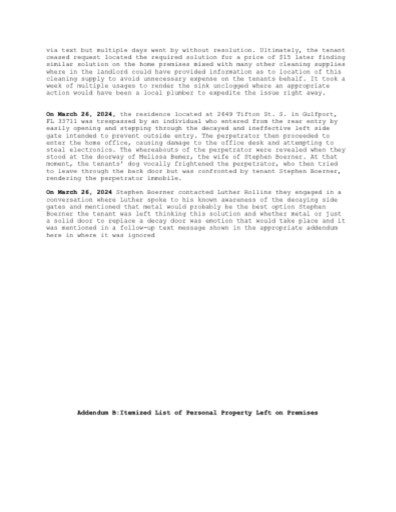 via text but multiple days went by without resolution. Ultimately, the tenant
ceased request located the required solution for a price of $15 later finding
similar solution on the home premises mixed with many other cleaning supplies
where in the landlord could have provided information as to location of this
cleaning supply to avoid unnecessary expense on the tenants behalf. It took a
week of multiple usages to render the sink unclogged where an appropriate
action would have been a local plumber to expedite the issue right away.
On March 26, 2024, the residence located at 2849 Tifton St. S. in Gulfport,
FL 33711 was trespassed by an individual who entered from the rear entry by
easily opening and stepping through the decayed and ineffective left side
gate intended to prevent outside entry. The perpetrator then proceeded to
enter the home office, causing damage to the office desk and attempting to
steal electronics. The whereabouts of the perpetrator were revealed when they
stood at the doorway of Melissa Bemer, the wife of Stephen Boerner. At that
moment, the tenants' dog vocally frightened the perpetrator, who then tried
to leave through the back door but was confronted by tenant Stephen Boerner,
rendering the perpetrator immobile.
On March 26, 2024 Stephen Boerner contacted Luther Rollins they engaged in a
conversation where Luther spoke to his known awareness of the decaying side
gates and mentioned that metal would probably be the best option Stephen
Boerner the tenant was left thinking this solution and whether metal or just
a solid door to replace a decay door was emotion that would take place and it
was mentioned in a follow-up text message shown in the appropriate addendum
here in where it was ignored
Addendum B:Itemized List of Personal Property Left on Premises